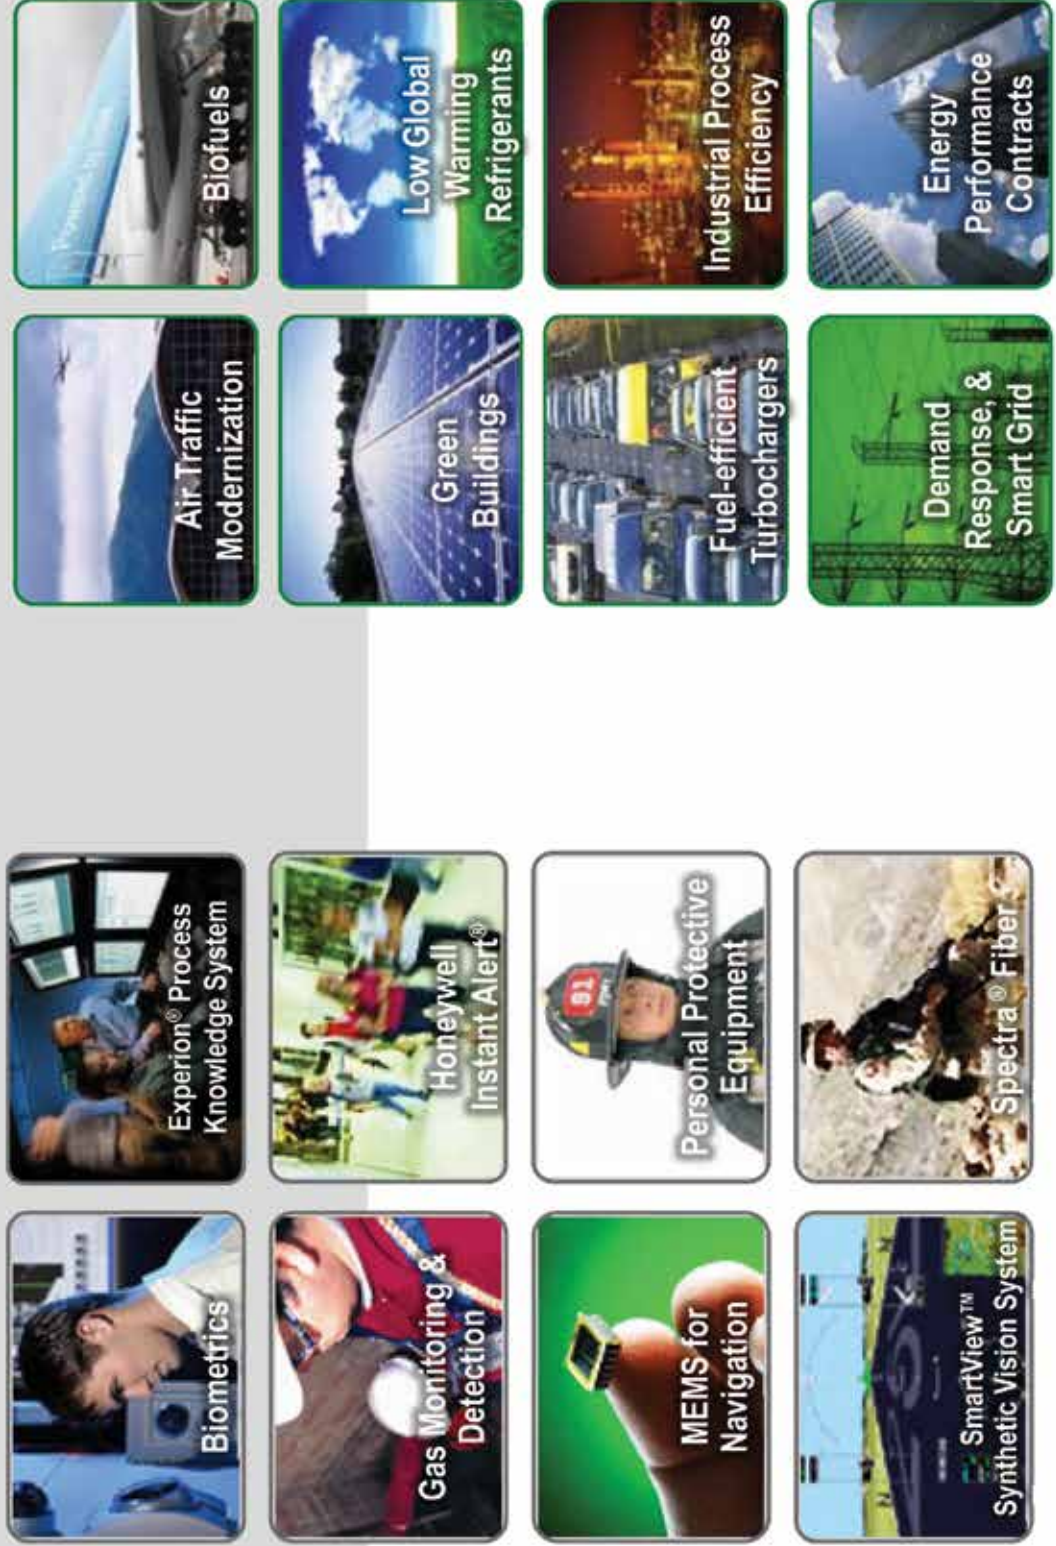 Biometrics
Experion® Process
Knowledge System
Gas Monitoring &
Detection
Honeywell
Instant Alert®
MEMS for
Navigation
Personal Protective
Equipment
SmartView™
Synthetic Vision System
Spectra® Fiber
Air Traffic
Modernization
Biofuels
Green
Buildings
Low Global
Warming
Refrigerants
Fuel-efficient
Turbochargers
Industrial Process
Efficiency
Demand
Response, &
Smart Grid
Energy
Performance
Contracts